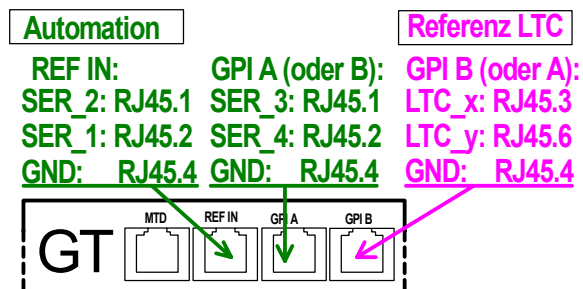 Automation Referenz LTC
REF IN: GPI A (oder B): GPI B (oder A):
SER_2: RJ45.1 SER_3: RJ45.1 LTC_x: RJ45.3
SER_1: RJ45.2 SER_4: RJ45.2 LTC_y: RJ45.6
GND: RJ45.4 GND: RJ45.4 GND: RJ45.4
MTD REF IN GPI A GPI B
GT